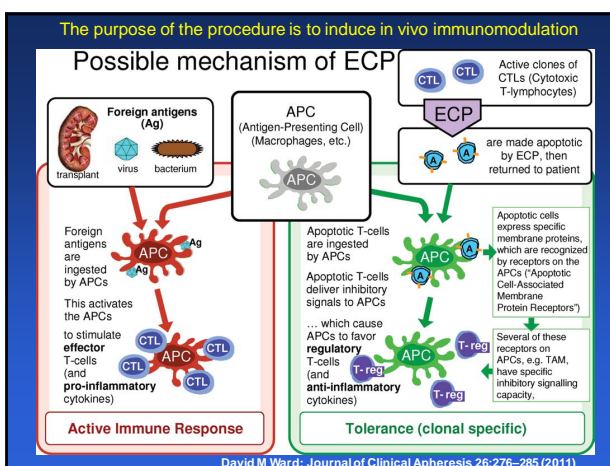 The purpose of the procedure is to induce in vivo immunomodulation
Possible mechanism of ECP
Foreign antigens
(Ag)
transplant
virus
bacterium
APC
(Antigen-Presenting Cell)
(Macrophages, etc.)
APC
CTL
CTL
Active clones of
CTLs (Cytotoxic
T-lymphocytes)
ECP
A
A
are made apoptotic
by ECP, then
returned to patient
Foreign
antigens
are
ingested
by APCs
APC
Ag
Ag
This activates
the APCs
to stimulate
effector
T-cells
(and
pro-inflammatory
cytokines)
CTL
CTL
CTL
CTL
APC
Active Immune Response
Apoptotic T-cells
are ingested
by APCs
Apoptotic T-cells
deliver inhibitory
signals to APCs
A
A
APC
… which cause
APCs to favor
regulatory
T-cells
(and
anti-inflammatory
cytokines)
T- reg
T- reg
T- reg
APC
Apoptotic cells
express specific
membrane proteins,
which are recognized
by receptors on the
APCs (“Apoptotic
Cell-Associated
Membrane
Protein Receptors”)
Several of these
receptors on
APCs, e.g. TAM,
have specific
inhibitory signalling
capacity,
Tolerance (clonal specific)
David M Ward: Journal of Clinical Apheresis 26:276–285 (2011)